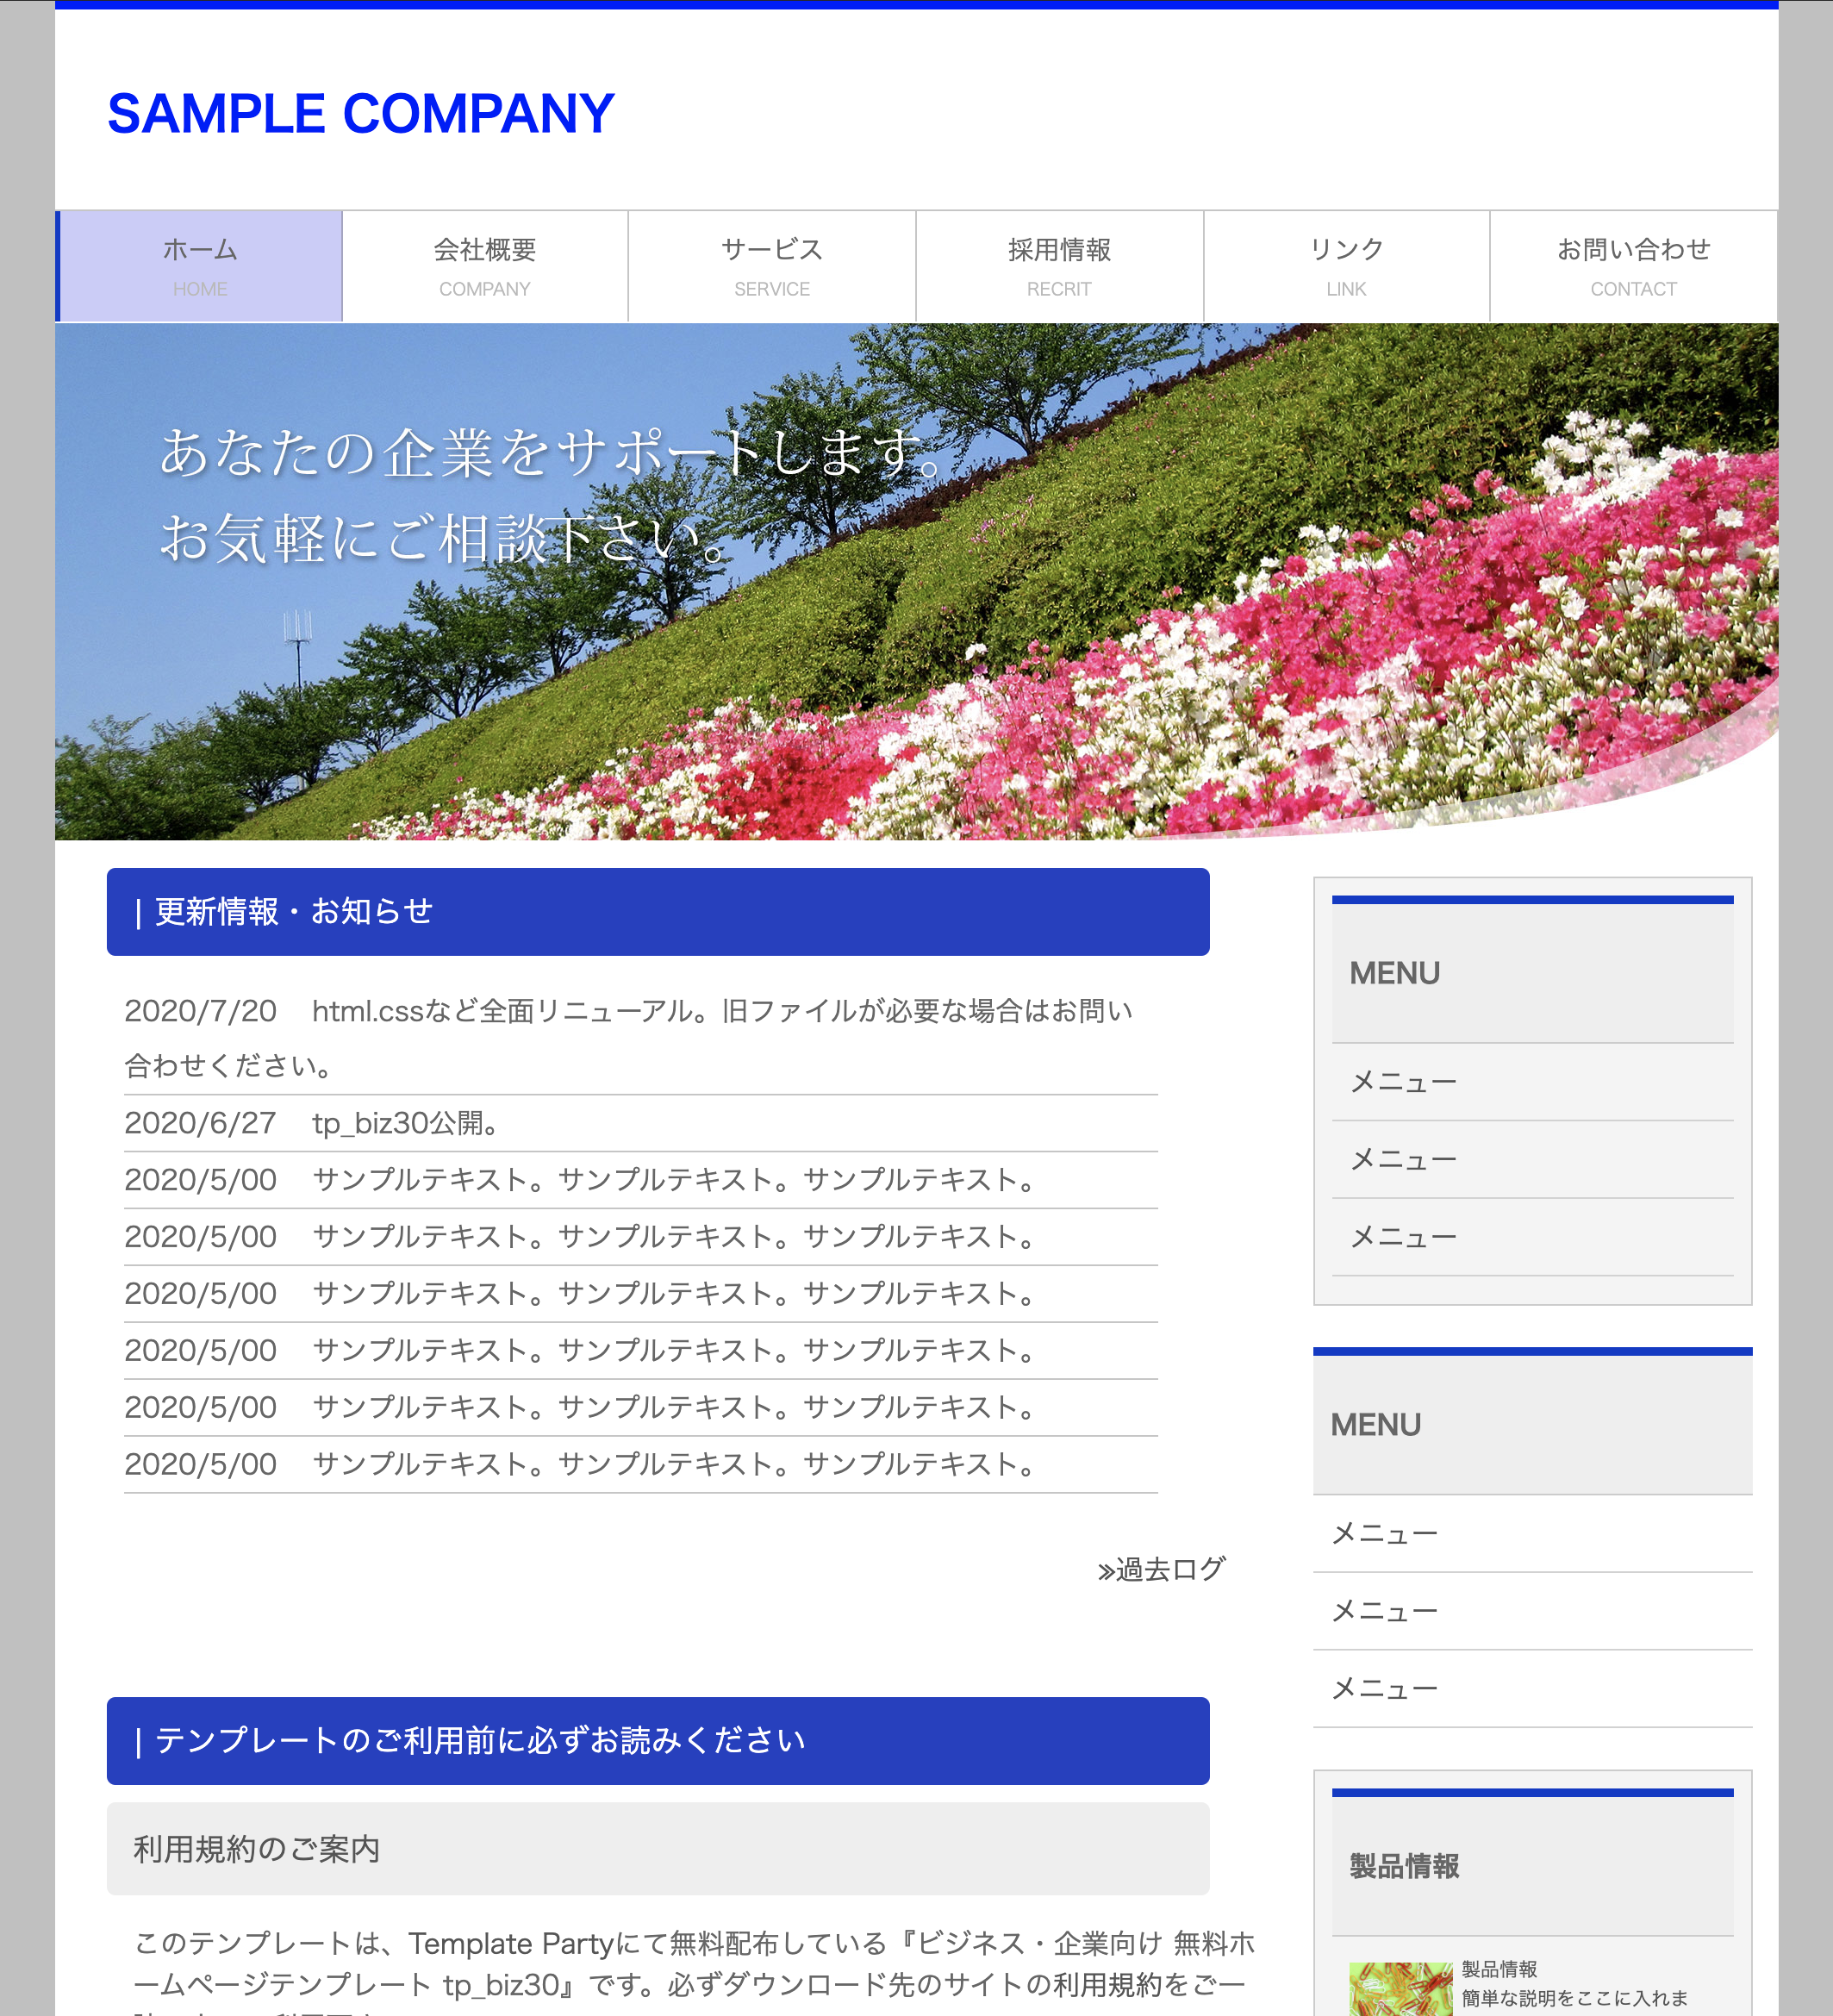 SAMPLE COMPANY
ホーム
HOME
会社概要
COMPANY
サービス
SERVICE
採用情報
RECRIT
リンク
LINK
お問い合わせ
CONTACT
あなたの企業をサポートします。
お気軽にご相談下さい。
| 更新情報・お知らせ
2020/7/20 html.cssなど全面リニューアル。旧ファイルが必要な場合はお問い
合わせください。
2020/6/27 tp_biz30公開。
2020/5/00 サンプルテキスト。サンプルテキスト。サンプルテキスト。
2020/5/00 サンプルテキスト。サンプルテキスト。サンプルテキスト。
2020/5/00 サンプルテキスト。サンプルテキスト。サンプルテキスト。
2020/5/00 サンプルテキスト。サンプルテキスト。サンプルテキスト。
2020/5/00 サンプルテキスト。サンプルテキスト。サンプルテキスト。
2020/5/00 サンプルテキスト。サンプルテキスト。サンプルテキスト。
≫過去ログ
| テンプレートのご利用前に必ずお読みください
利用規約のご案内
このテンプレートは、Template Partyにて無料配布している『ビジネス・企業向け 無料ホ
ームページテンプレート tp_biz30』です。必ずダウンロード先のサイトの利用規約をご一
MENU
メニュー
メニュー
メニュー
MENU
メニュー
メニュー
メニュー
製品情報
製品情報
簡単な説明をここに入れま